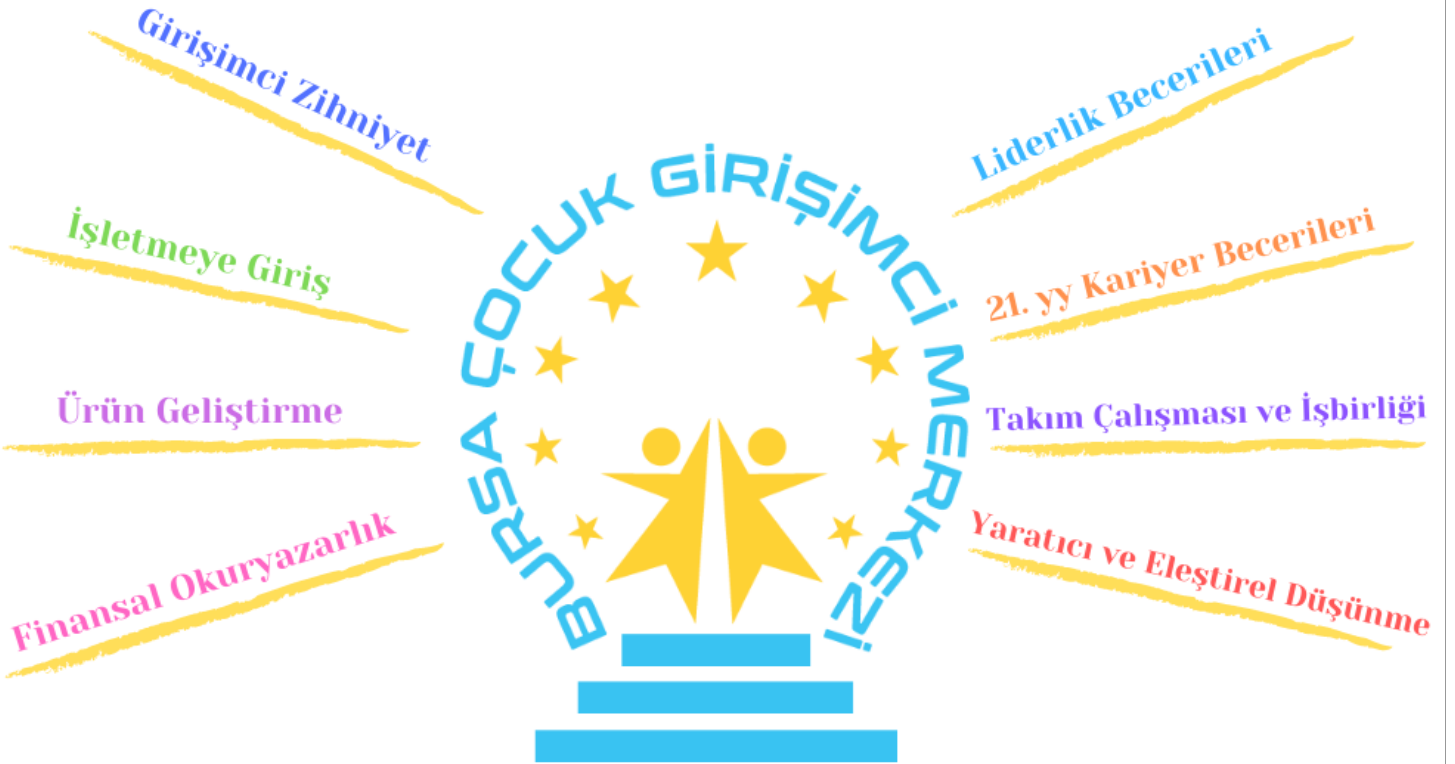 Girişimci Zihniyet
İşletmeye Giriş
Ürün Geliştirme
Finansal Okuryazarlık
BURSA ÇOCUK GİRİŞİMCİ MERKEZİ
Liderlik Becerileri
21. yy Kariyer Becerileri
Takım Çalışması ve İşbirliği
Yaratıcı ve Eleştirel Düşünme